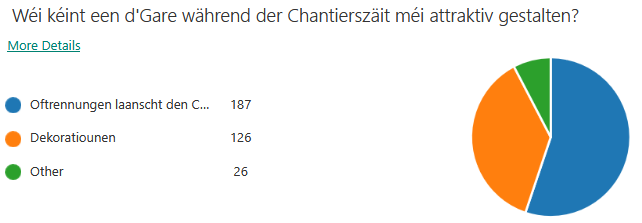 Wéi kéint een d'Gare während der Chantierszäit méi attraktiv gestalten?
More Details
Oftrennungen laanscht den C... 187
Dekoratiounen 126
Other 26